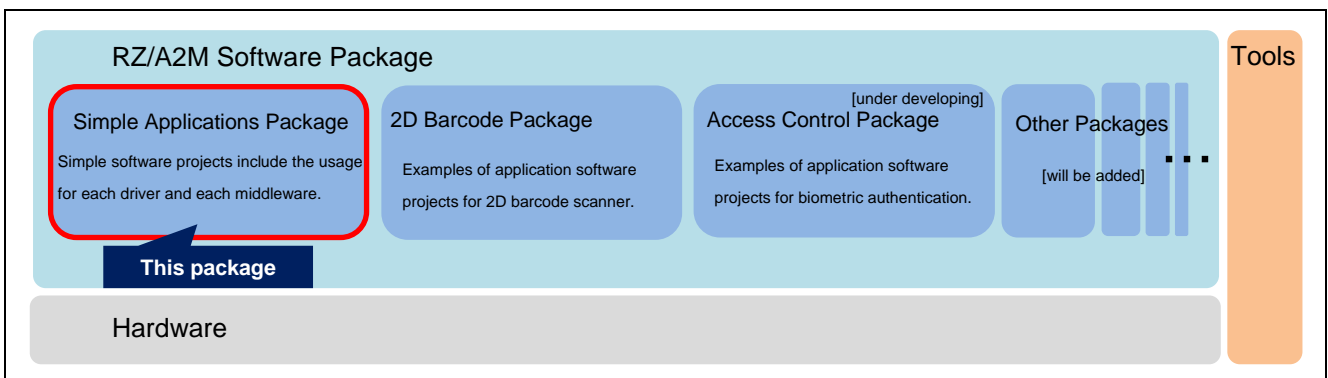 RZ/A2M Software Package
Tools
Simple Applications Package
Simple software projects include the usage
for each driver and each middleware.
This package
2D Barcode Package
Examples of application software
projects for 2D barcode scanner.
[under developing]
Access Control Package
Examples of application software
projects for biometric authentication.
Other Packages
...
[will be added]
Hardware